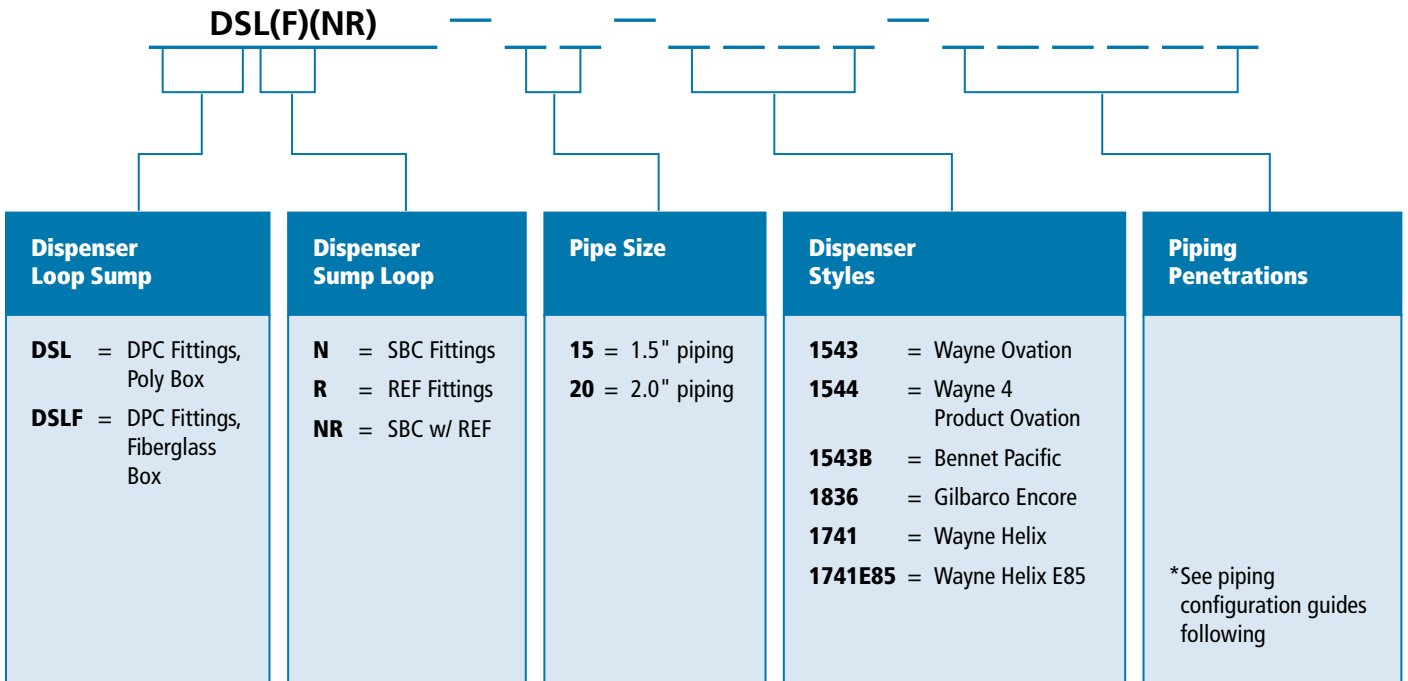 DSL(F)(NR)
Dispenser
Loop Sump
DSL = DPC Fittings,
Poly Box
DSLF = DPC Fittings,
Fiberglass
Box
Dispenser
Sump Loop
N = SBC Fittings
R = REF Fittings
NR = SBC w/ REF
Pipe Size
15 = 1.5" piping
20 = 2.0" piping
Dispenser
Styles
1543 = Wayne Ovation
1544 = Wayne 4
Product Ovation
1543B = Bennet Pacific
1836 = Gilbarco Encore
1741 = Wayne Helix
1741E85 = Wayne Helix E85
Piping
Penetrations
*See piping
configuration guides
following